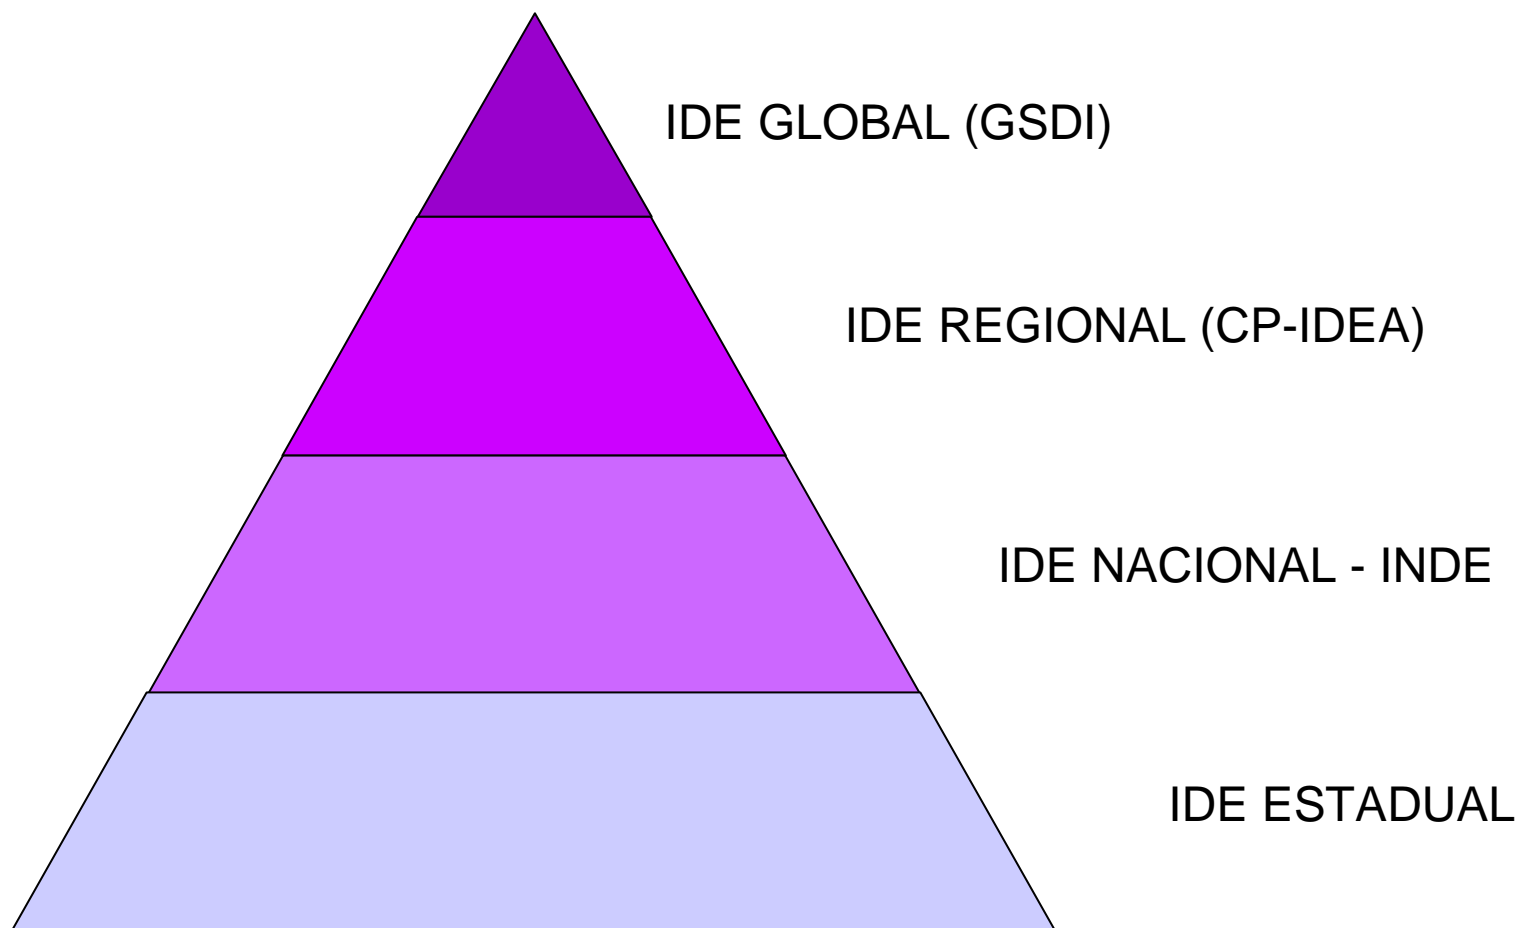 IDE GLOBAL (GSDI)
IDE REGIONAL (CP-IDEA)
IDE NACIONAL - INDE
IDE ESTADUAL